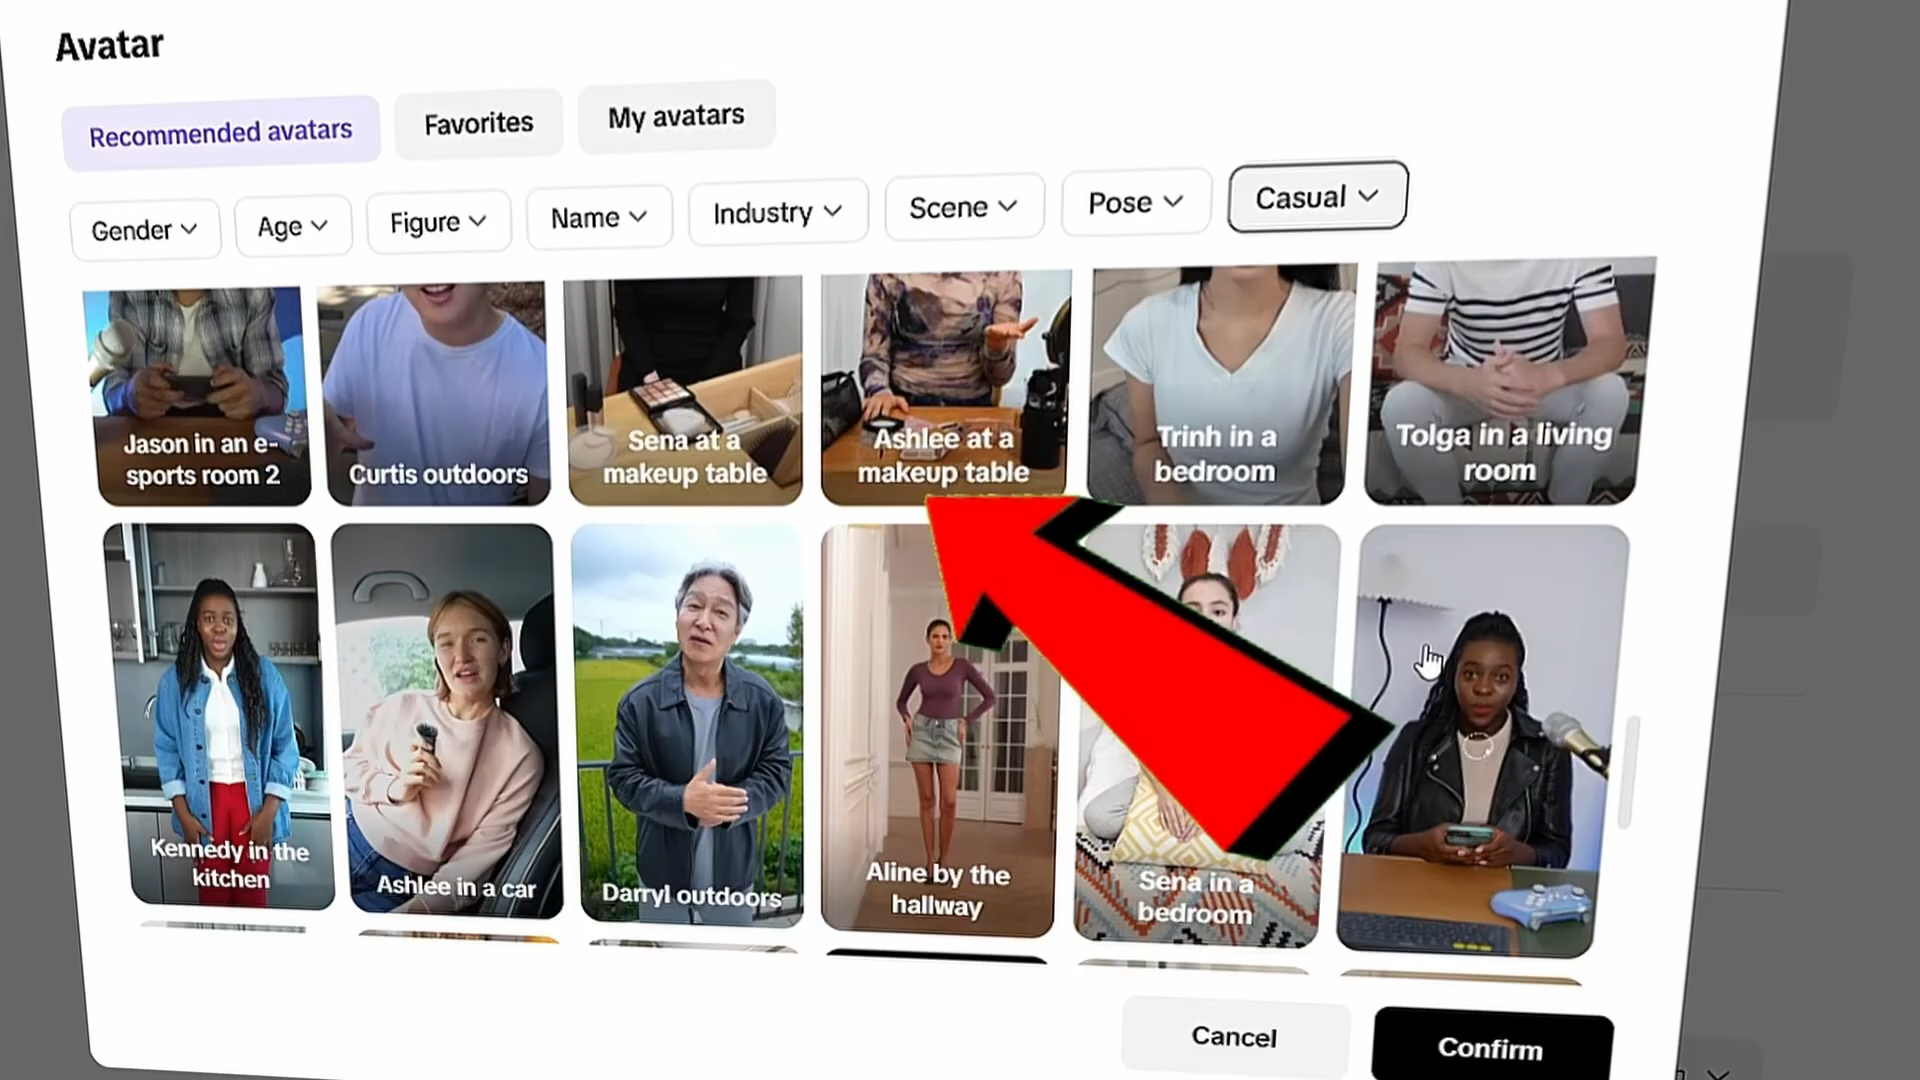 Avatar
Recommended avatars
Favorites
My avatars
Gender
Age
Figure
Name
Industry
Scene
Pose
Casual
Jason in an e-
sports room 2
Curtis outdoors
Sena at a
makeup table
Ashlee at a
makeup table
Trinh in a
bedroom
Tolga in a living
room
Kennedy in the
kitchen
Ashlee in a car
Darryl outdoors
Aline by the
hallway
Sena in a
bedroom
Cancel
Confirm